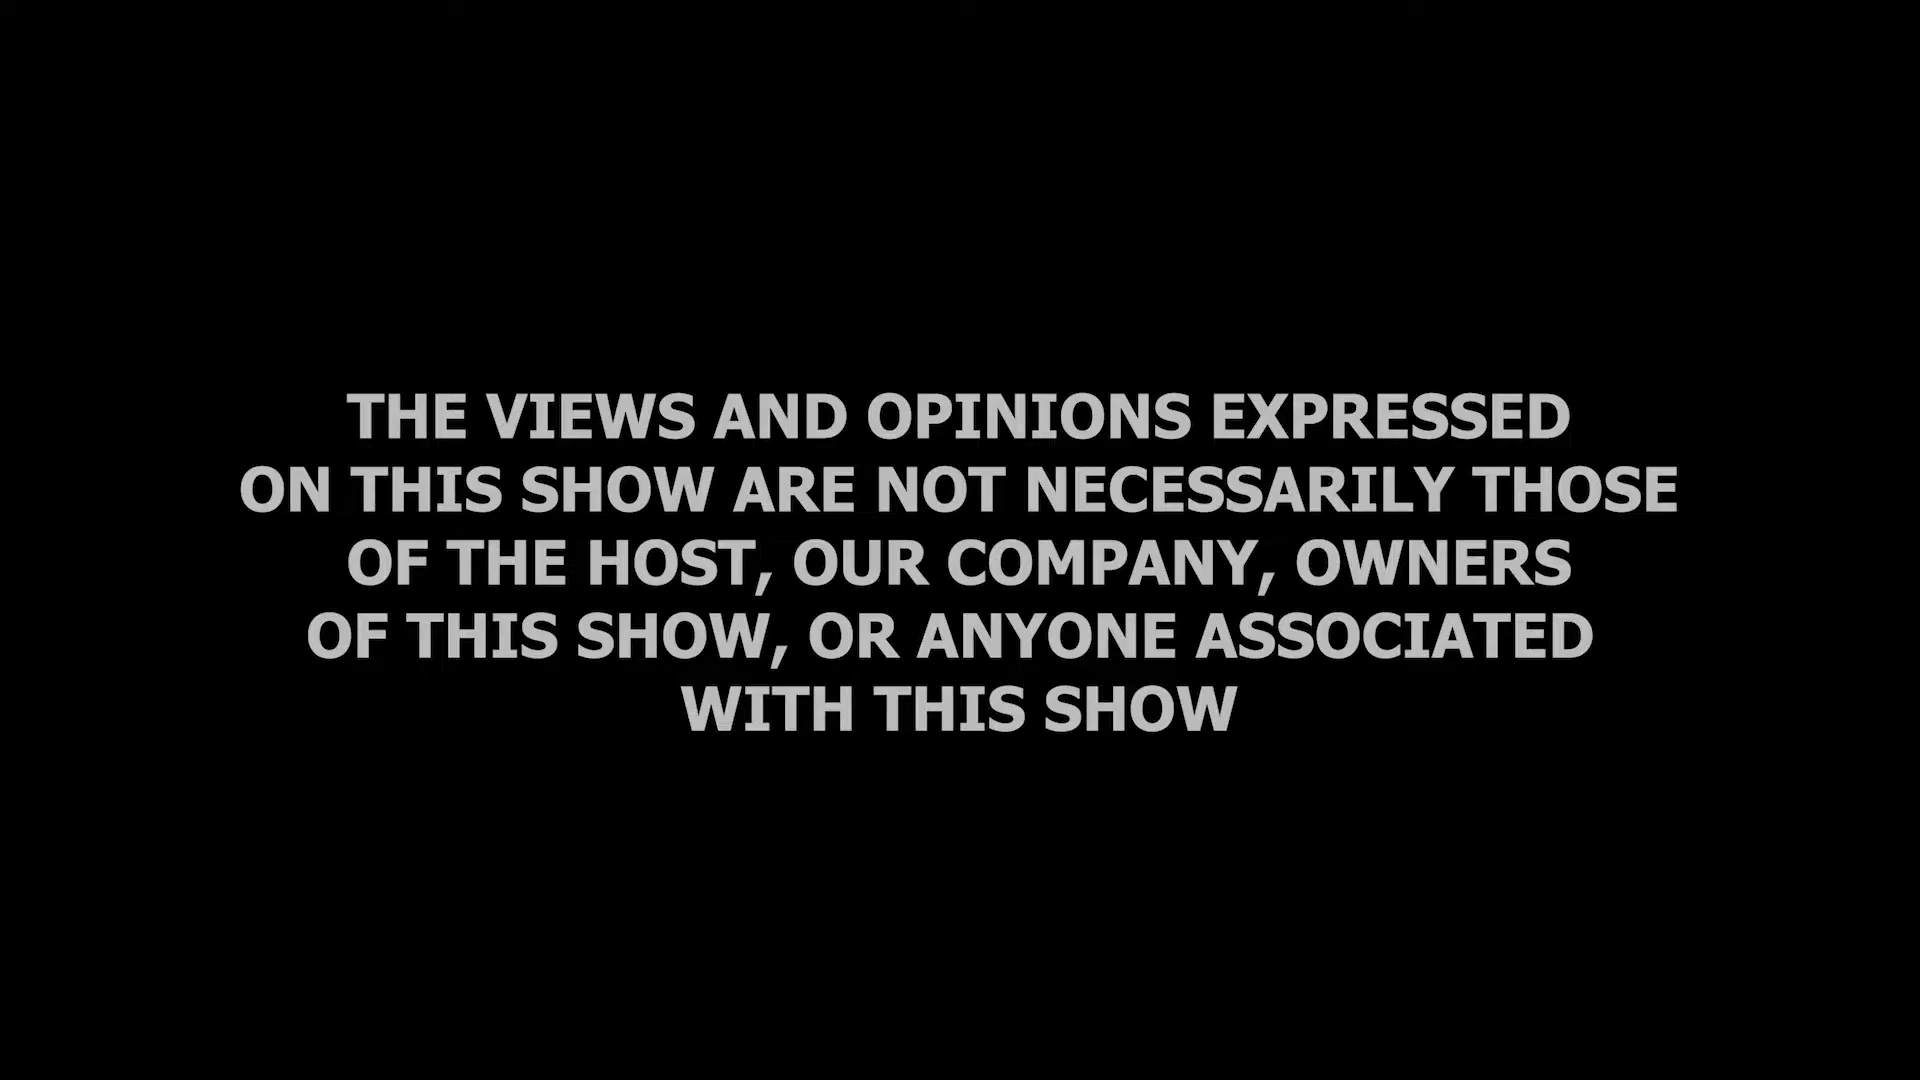 THE VIEWS AND OPINIONS EXPRESSED
ON THIS SHOW ARE NOT NECESSARILY THOSE
OF THE HOST, OUR COMPANY, OWNERS
OF THIS SHOW, OR ANYONE ASSOCIATED
WITH THIS SHOW